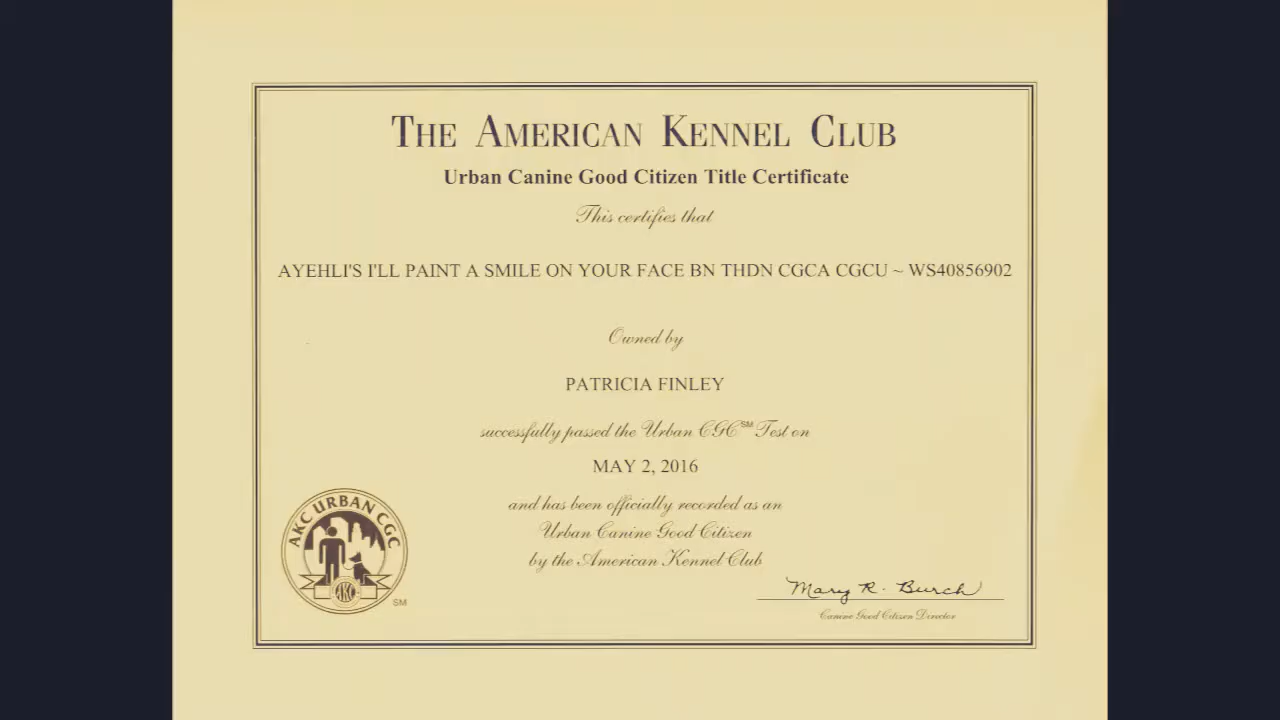 THE AMERICAN KENNEL CLUB
Urban Canine Good Citizen Title Certificate
This certifies that
AYEHLI'S I'LL PAINT A SMILE ON YOUR FACE BN THDN CGCA CGCU ~ WS40856902
Owned by
PATRICIA FINLEY
successfully passed the Urban CGC℠ Test on
MAY 2, 2016
and has been officially recorded as an
Urban Canine Good Citizen
by the American Kennel Club
AKC URBAN CGC
AKC
SM
Mary R. Burch
Canine Good Citizen Director